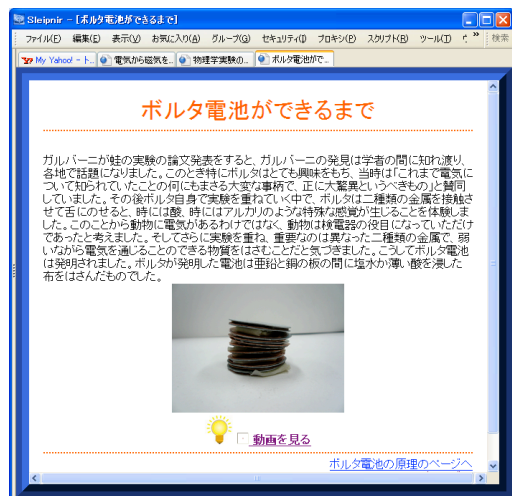 Sleipnir - [ボルタ電池ができるまで]
ファイル(F) 編集(E) 表示(V) お気に入り(A) グループ(G) セキュリティ(I) プロキシ(P) スクリプト(R) ツール(T) » 検索
My Yahoo! - ト... 電気から磁気を... 物理学実験の... ボルタ電池がで...
ボルタ電池ができるまで
ガルバーニが蛙の実験の論文発表をすると、ガルバーニの発見は学者の間に知れ渡り、
各地で話題になりました。このとき特にボルタはとても興味をもち、当時は「これまで電気に
ついて知られていたことの何にもまさる大変な事柄で、正に大驚異というべきもの」と賛同
していました。その後ボルタ自身で実験を重ねていく中で、ボルタは二種類の金属を接触さ
せて舌にのせると、時には酸、時にはアルカリのような特殊な感覚が生じることを体験しま
した。このことから動物に電気があるわけではなく、動物は検電器の役目になっていただけ
であったと考えました。そしてさらに実験を重ね、重要なのは異なった二種類の金属で、弱
いながら電気を通じることのできる物質をはさむことだと気づきました。こうしてボルタ電池
は発明されました。ボルタが発明した電池は亜鉛と銅の板の間に塩水か薄い酸を浸した
布をはさんだものでした。
動画を見る
ボルタ電池の原理のページへ